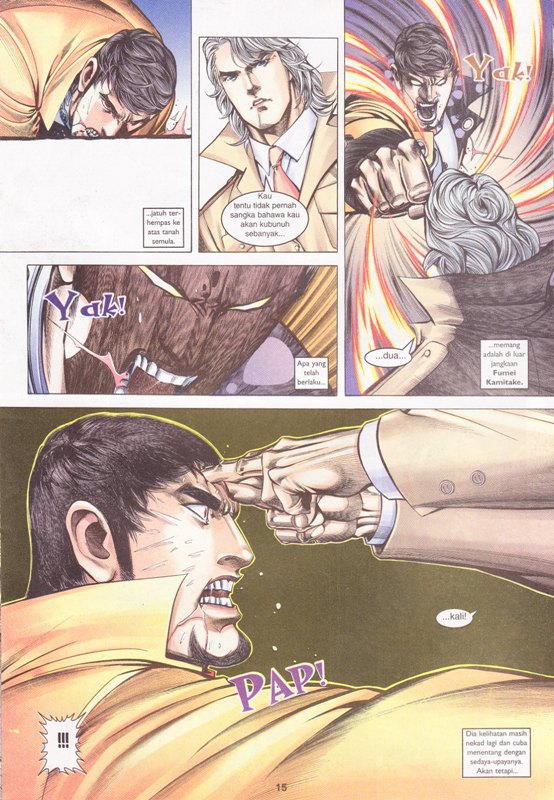 ...jatuh ter-
hempas ke
atas tanah
semula.
Kau
tentu tidak pernah
sangka bahawa kau
akan kubunuh
sebanyak...
Yak!
...dua...
...memang
adalah di luar
jangkaan
Fumei
Kamitake.
Yak!
Apa yang
telah
berlaku...
...kali!
PAP!
!!!
Dia kelihatan masih
nekad lagi dan cuba
menentang dengan
sedaya-upayanya.
Akan tetapi...
15